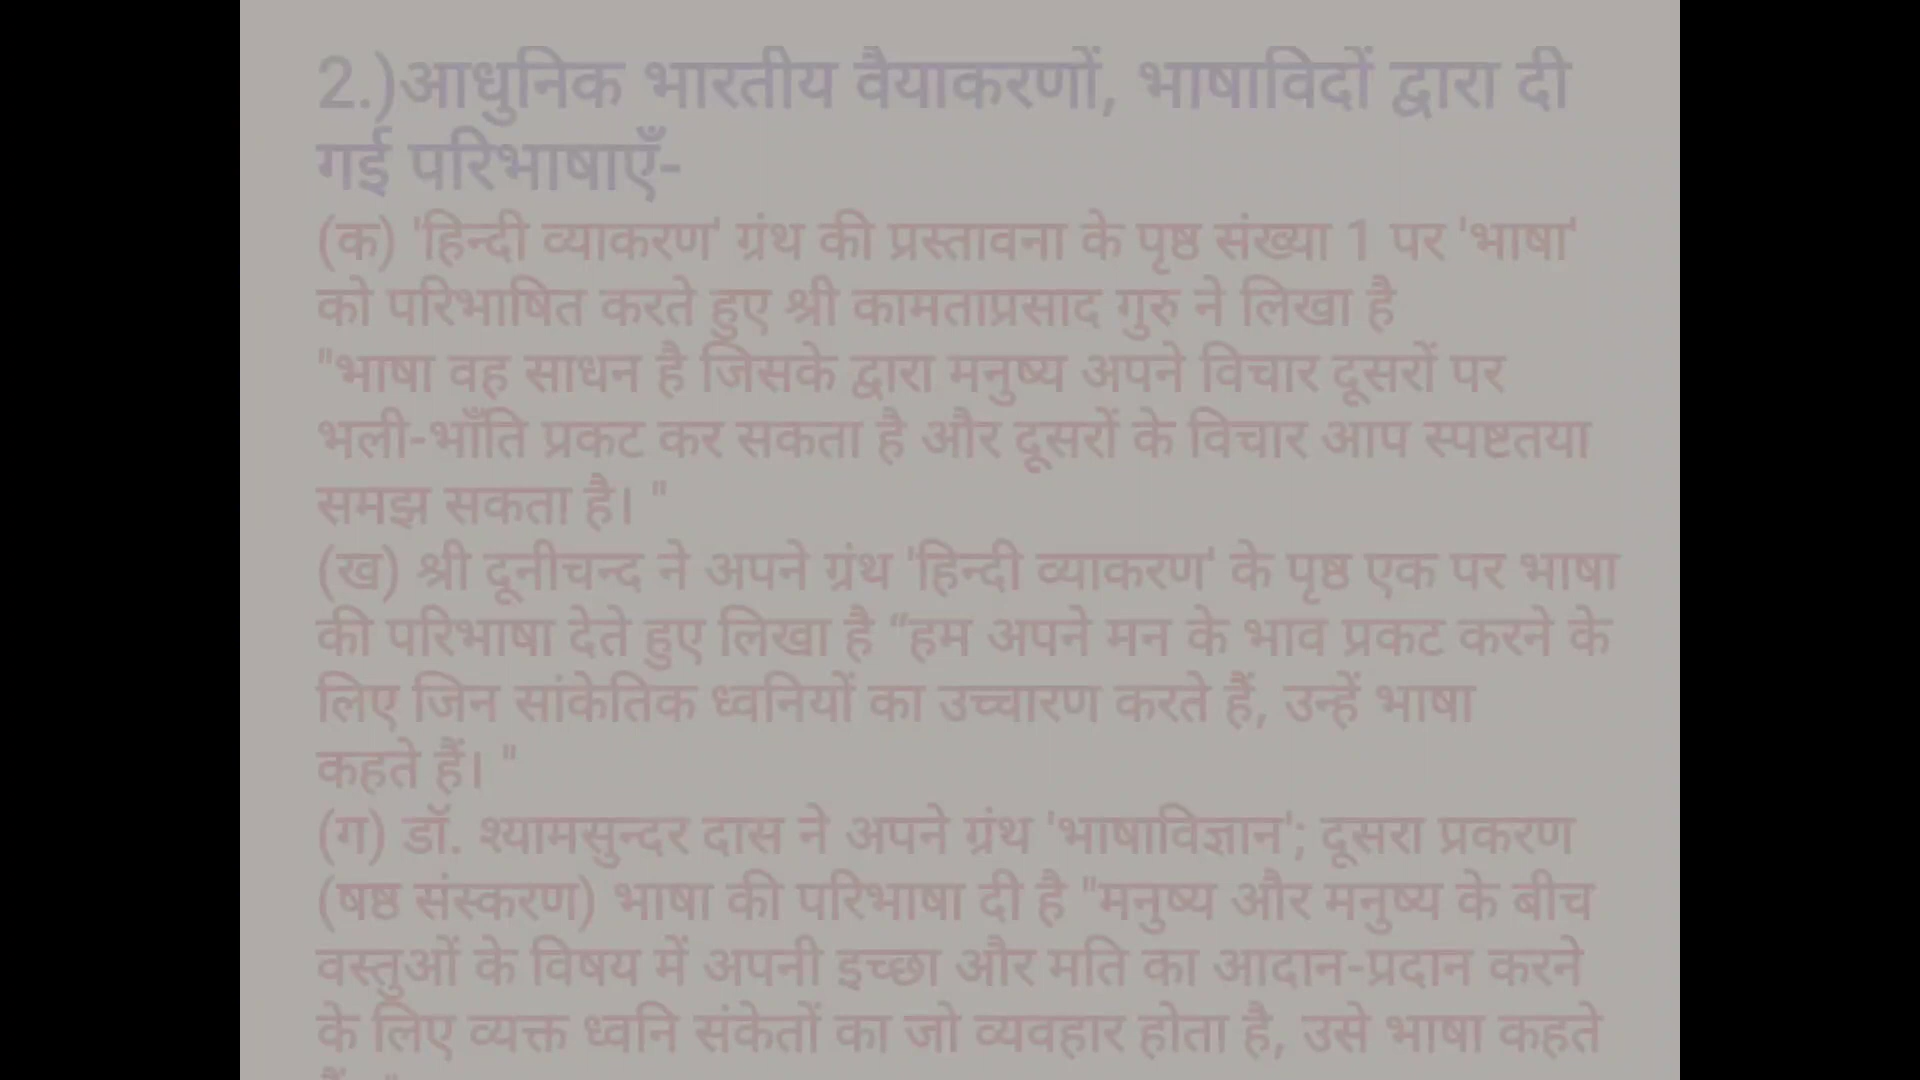 2.)आधुनिक भारतीय वैयाकरणों, भाषाविदों द्वारा दी
गई परिभाषाएँ-
(क) 'हिन्दी व्याकरण' ग्रंथ की प्रस्तावना के पृष्ठ संख्या 1 पर 'भाषा'
को परिभाषित करते हुए श्री कामताप्रसाद गुरु ने लिखा है
"भाषा वह साधन है जिसके द्वारा मनुष्य अपने विचार दूसरों पर
भली-भाँति प्रकट कर सकता है और दूसरों के विचार आप स्पष्टतया
समझ सकता है। "
(ख) श्री दूनीचन्द ने अपने ग्रंथ 'हिन्दी व्याकरण' के पृष्ठ एक पर भाषा
की परिभाषा देते हुए लिखा है “हम अपने मन के भाव प्रकट करने के
लिए जिन सांकेतिक ध्वनियों का उच्चारण करते हैं, उन्हें भाषा
कहते हैं। "
(ग) डॉ. श्यामसुन्दर दास ने अपने ग्रंथ 'भाषाविज्ञान'; दूसरा प्रकरण
(षष्ठ संस्करण) भाषा की परिभाषा दी है "मनुष्य और मनुष्य के बीच
वस्तुओं के विषय में अपनी इच्छा और मति का आदान-प्रदान करने
के लिए व्यक्त ध्वनि संकेतों का जो व्यवहार होता है, उसे भाषा कहते